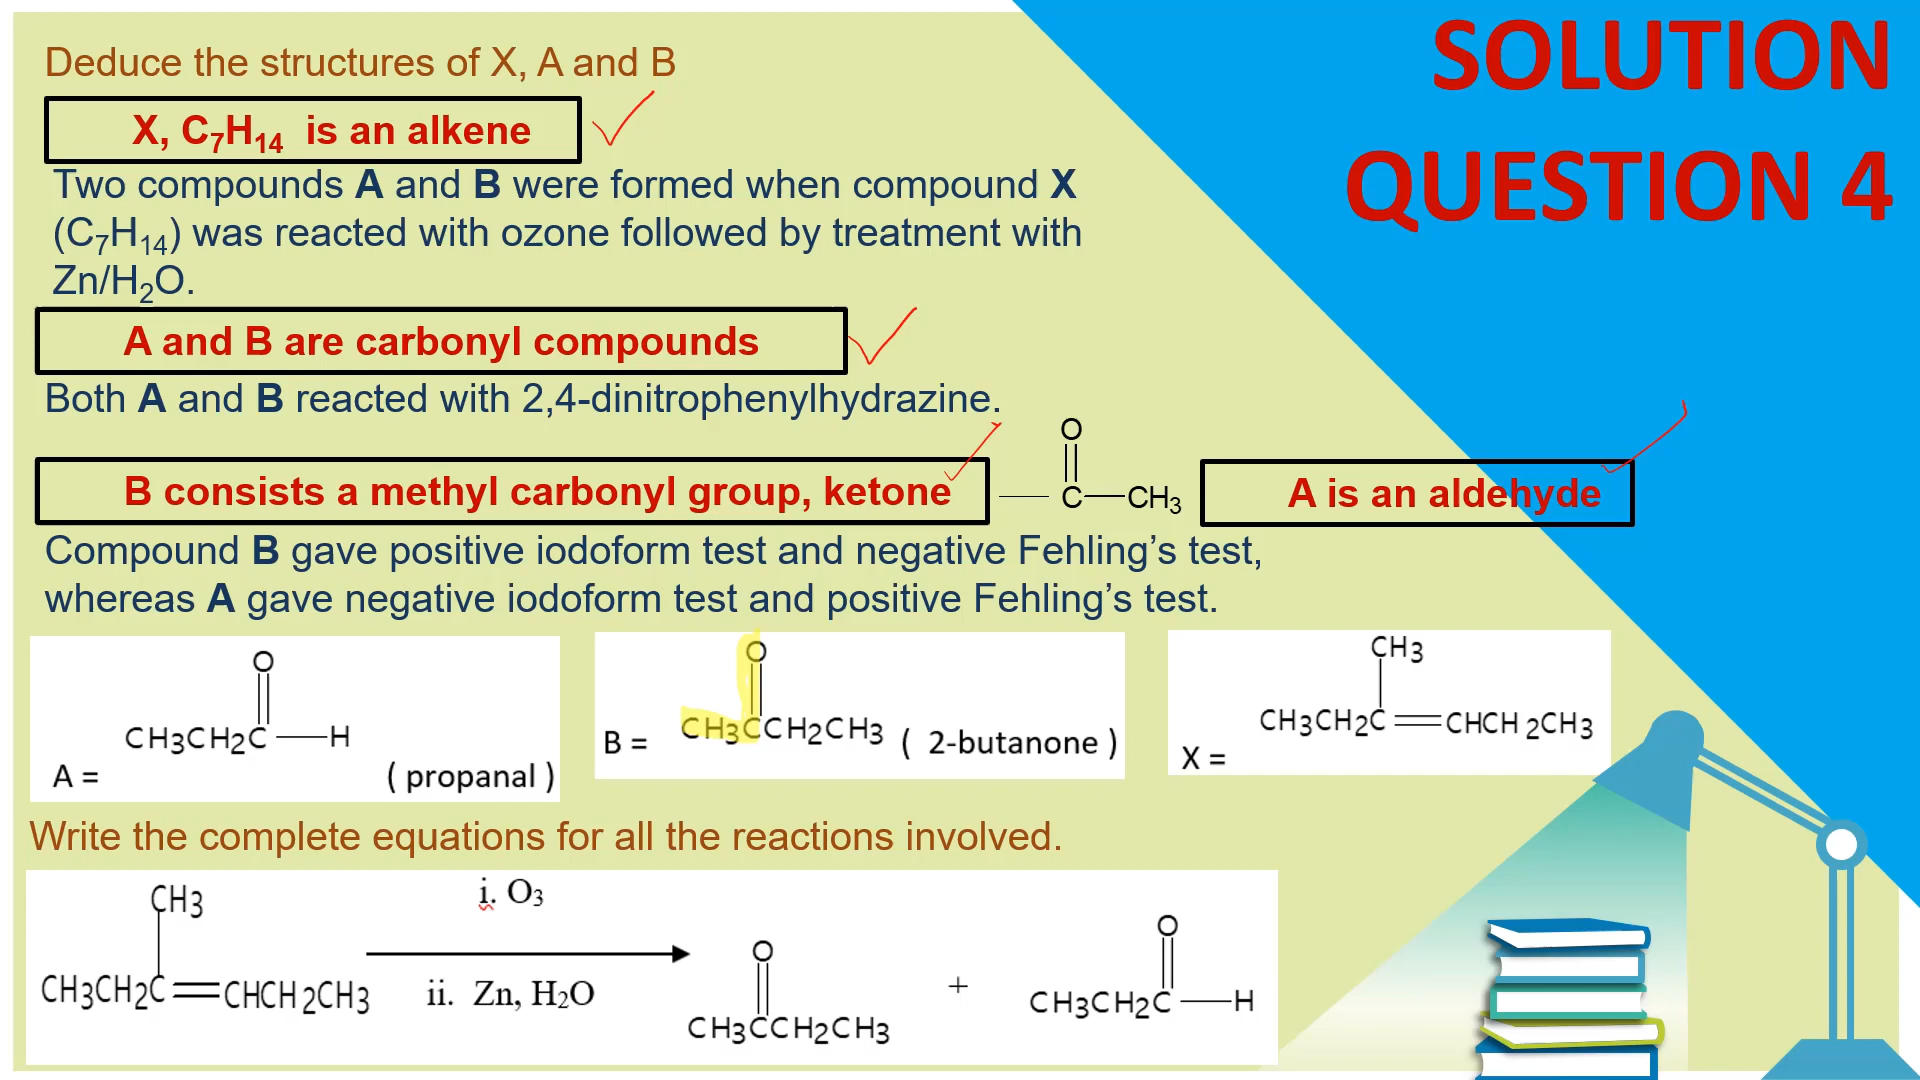 SOLUTION
QUESTION 4
Deduce the structures of X, A and B
X, C₇H₁₄ is an alkene
Two compounds A and B were formed when compound X
(C₇H₁₄) was reacted with ozone followed by treatment with
Zn/H₂O.
A and B are carbonyl compounds
Both A and B reacted with 2,4-dinitrophenylhydrazine.
O
B consists a methyl carbonyl group, ketone
C CH₃
A is an aldehyde
Compound B gave positive iodoform test and negative Fehling’s test,
whereas A gave negative iodoform test and positive Fehling’s test.
O
CH3CH2C H
A = ( propanal )
O
CH3CCH2CH3
B = ( 2-butanone )
CH3
CH3CH2C CHCH2CH3
X =
Write the complete equations for all the reactions involved.
CH3
CH3CH2C CHCH2CH3
i. O₃
ii. Zn, H₂O
O
CH3CCH2CH3
+
O
CH3CH2C H